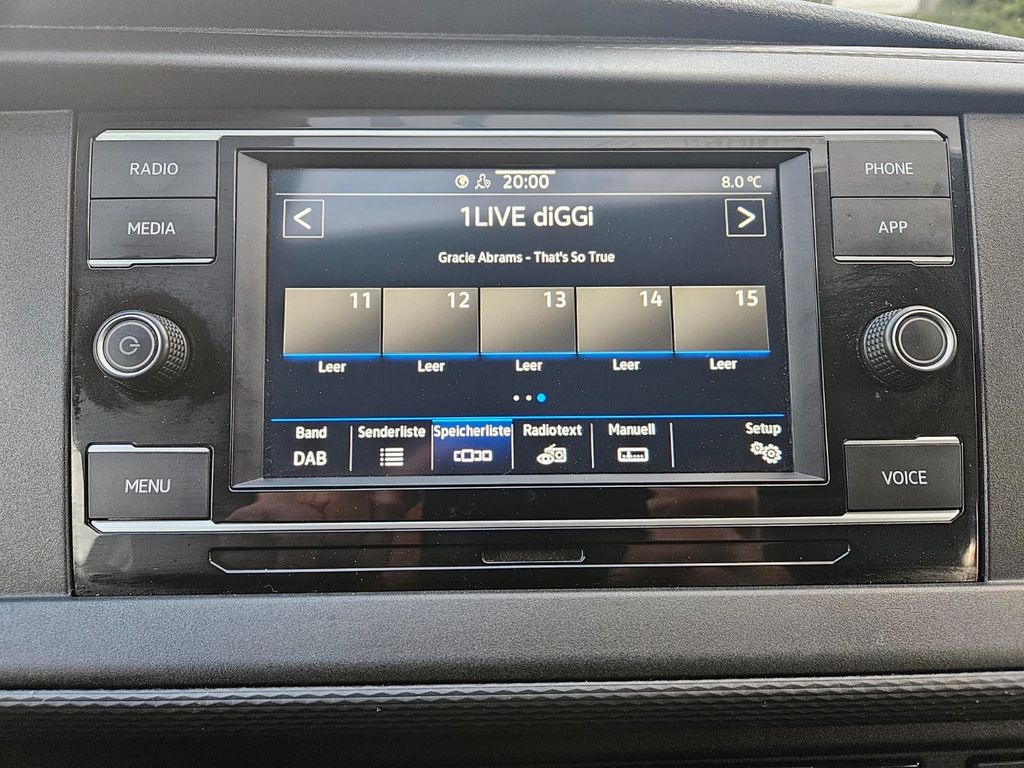 RADIO
MEDIA
MENU
20:00
8.0 °C
<
1LIVE diGGi
>
Gracie Abrams - That's So True
11 12 13 14 15
Leer Leer Leer Leer Leer
Band Senderliste Speicherliste Radiotext Manuell Setup
DAB
PHONE
APP
VOICE